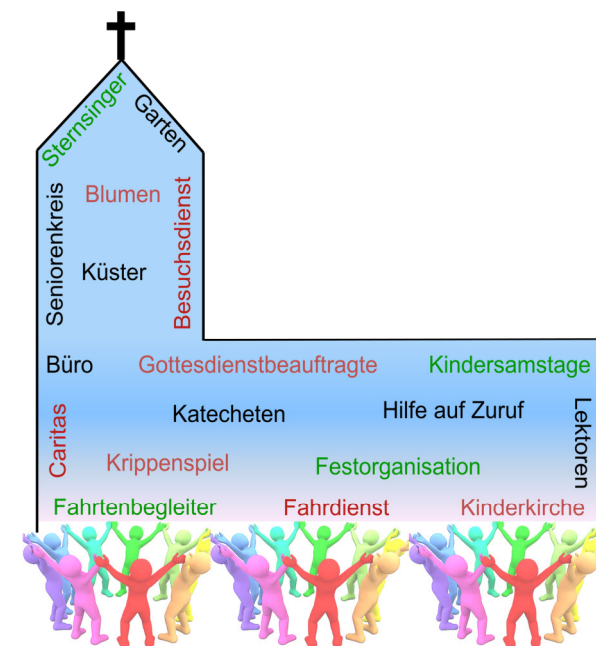 Sternsinger
Garten
Seniorenkreis
Blumen
Besuchsdienst
Küster
Büro
Gottesdienstbeauftragte
Kindersamstage
Caritas
Katecheten
Hilfe auf Zuruf
Lektoren
Krippenspiel
Festorganisation
Fahrtenbegleiter
Fahrdienst
Kinderkirche